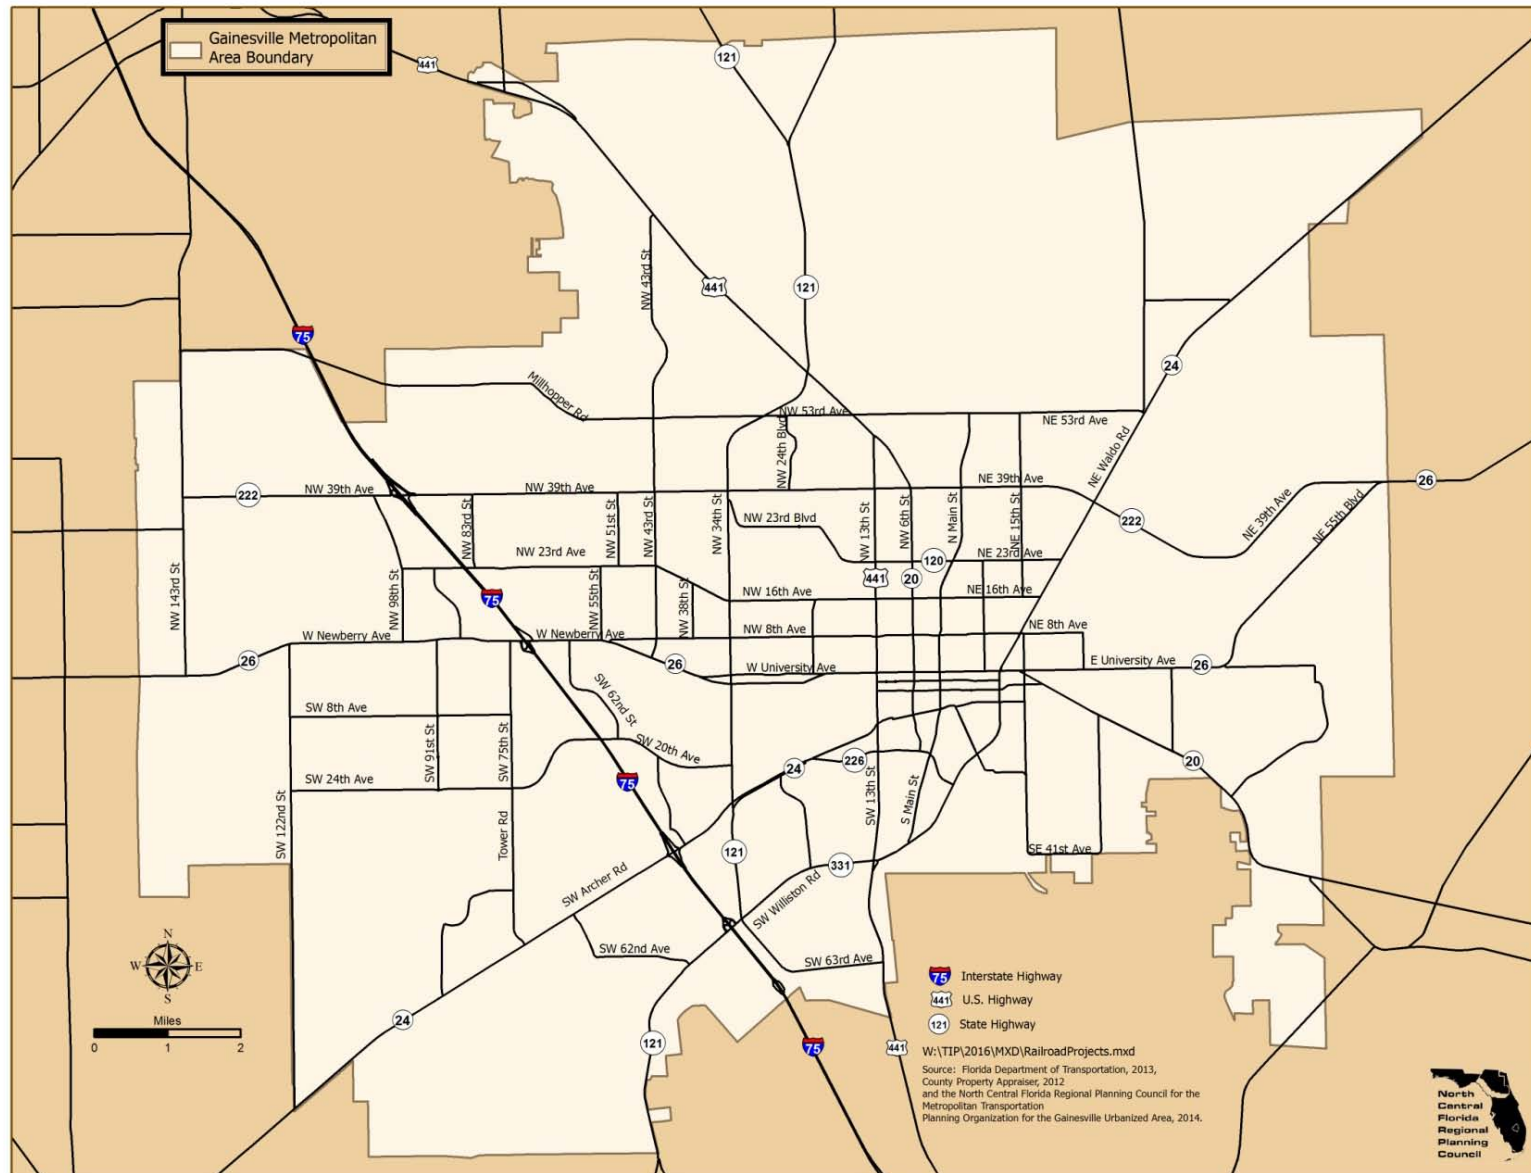 Gainesville Metropolitan
Area Boundary
441
121
NW 43rd St
441
121
75
24
Millhopper Rd
NW 53rd Ave
NE 53rd Ave
NW 24th Blvd
NE Waldo Rd
222
NW 39th Ave
NW 39th Ave
NE 39th Ave
26
NW 83rd St
NW 51st St
NW 43rd St
NW 34th St
NW 23rd Blvd
NW 13th St
NW 6th St
N Main St
NE 15th St
222
NE 39th Ave
NE 55th Blvd
NW 23rd Ave
120
NE 23rd Ave
441
20
NW 143rd St
NW 98th St
75
NW 55th St
NW 38th St
NW 16th Ave
NE 16th Ave
W Newberry Ave
W Newberry Ave
NW 8th Ave
NE 8th Ave
26
26
W University Ave
E University Ave
26
SW 62nd St
SW 8th Ave
SW 91st St
SW 75th St
SW 20th Ave
SW 24th Ave
75
24
226
20
SW 122nd St
Tower Rd
SW 13th St
S Main St
121
331
SE 41st Ave
SW Archer Rd
SW Williston Rd
SW 62nd Ave
SW 63rd Ave
24
121
75
441
N
W
E
S
Miles
0
1
2
75
Interstate Highway
441
U.S. Highway
121
State Highway
W:\TIP\2016\MXD\RailroadProjects.mxd
Source: Florida Department of Transportation, 2013,
County Property Appraiser, 2012
and the North Central Florida Regional Planning Council for the
Metropolitan Transportation
Planning Organization for the Gainesville Urbanized Area, 2014.
North
Central
Florida
Regional
Planning
Council